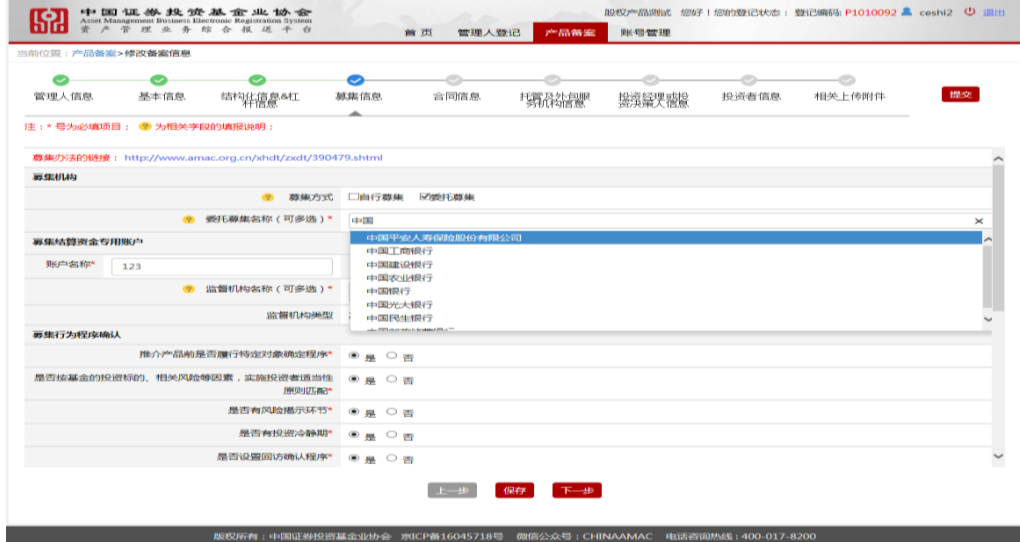 中国证券投资基金业协会
Asset Management Business Electronic Registration System
资产管理业务综合报送平台
股权产品测试 您好！您的登记状态： 登记编码: P1010092 ceshi2 退出
首页 管理人登记 产品备案 账号管理
当前位置：产品备案>修改备案信息
管理人信息 基本信息 结构化信息&杠杆信息 募集信息 合同信息 托管及外包服务机构信息 投资经理或投资决策人信息 投资者信息 相关上传附件 提交
注：* 号为必填项目； 为相关字段的填报说明；
募集办法的链接：http://www.amac.org.cn/xhdt/zxdt/390479.shtml
募集机构
募集方式 自行募集 委托募集
委托募集名称（可多选）* 中国 ×
中国平安人寿保险股份有限公司
募集结算资金专用账户
中国工商银行
账户名称* 123
中国建设银行
中国农业银行
监督机构名称（可多选）*
中国银行
中国光大银行
监督机构类型
中国民生银行
中国邮政储蓄银行
募集行为程序确认
推介产品前是否履行特定对象确定程序* 是 否
是否按基金的投资标的、相关风险等因素，实施投资者适当性原则匹配* 是 否
是否有风险揭示环节* 是 否
是否有投资冷静期* 是 否
是否设置回访确认程序* 是 否
上一步 保存 下一步
版权所有：中国证券投资基金业协会 京ICP备16045718号 微信公众号：CHINAAMAC 电话咨询热线：400-017-8200